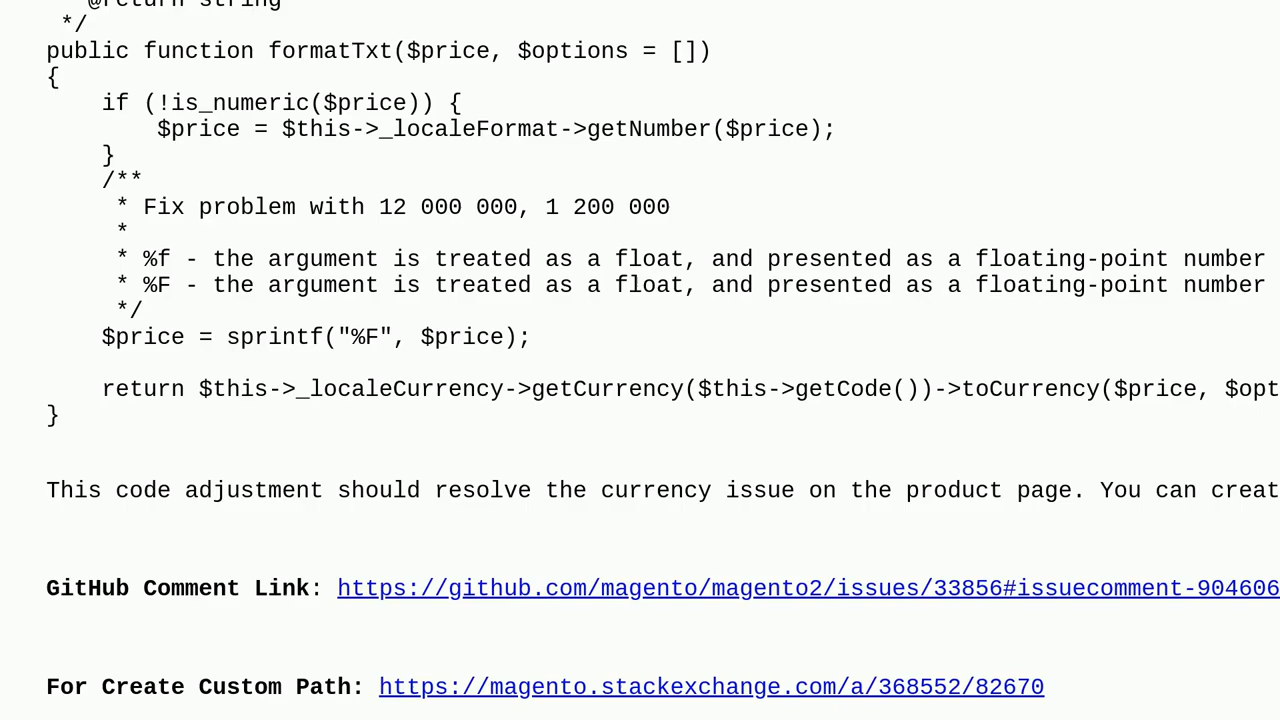 @return string
*/
public function formatTxt($price, $options = [])
{
if (!is_numeric($price)) {
$price = $this->_localeFormat->getNumber($price);
}
/**
* Fix problem with 12 000 000, 1 200 000
*
* %f - the argument is treated as a float, and presented as a floating-point number
* %F - the argument is treated as a float, and presented as a floating-point number
*/
$price = sprintf("%F", $price);
return $this->_localeCurrency->getCurrency($this->getCode())->toCurrency($price, $opt
}
This code adjustment should resolve the currency issue on the product page. You can creat
GitHub Comment Link: https://github.com/magento/magento2/issues/33856#issuecomment-904606
For Create Custom Path: https://magento.stackexchange.com/a/368552/82670